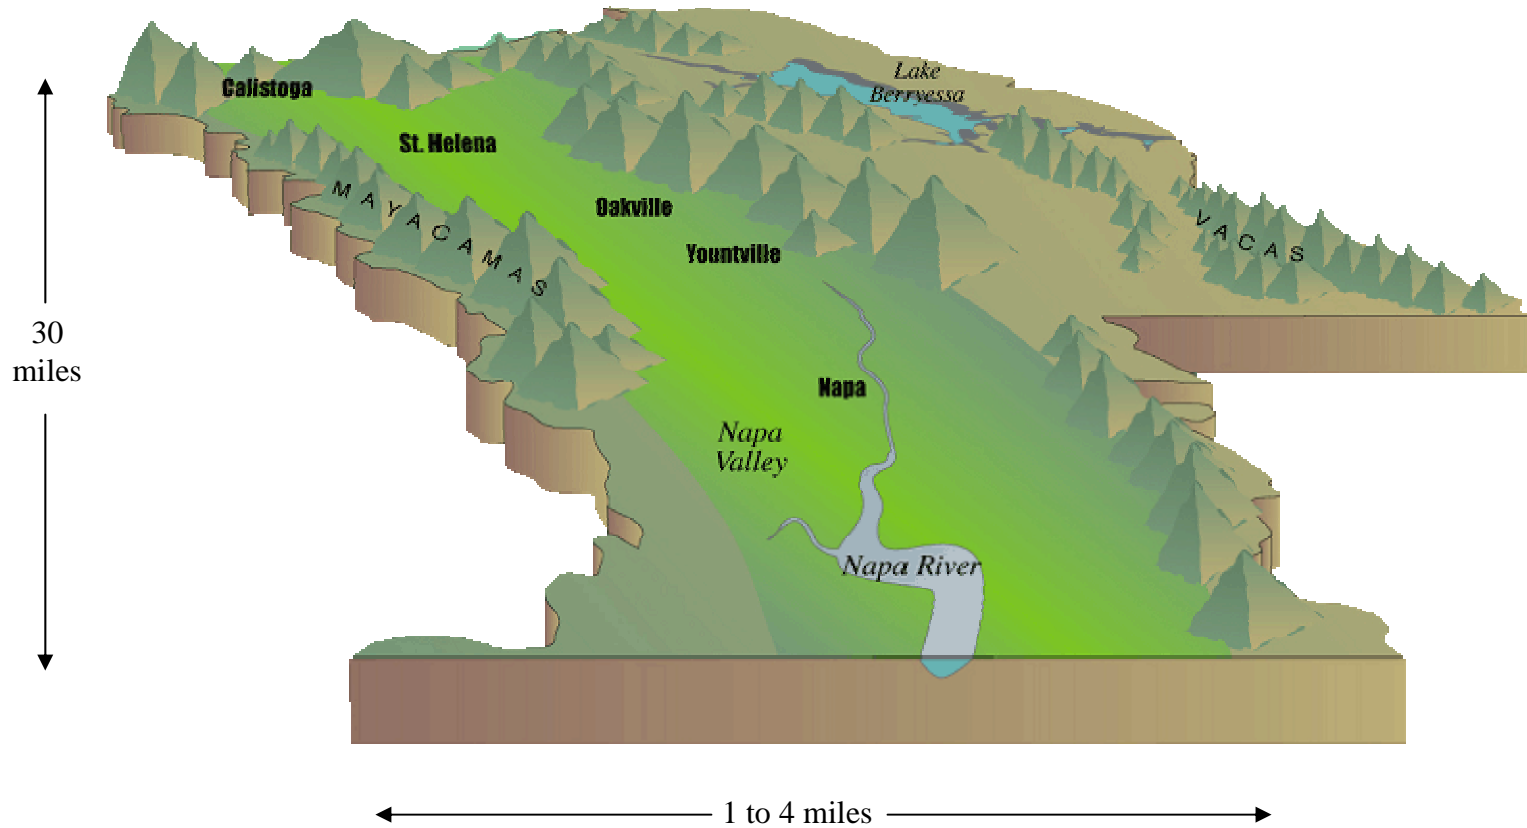 Lake
Berryessa
Calistoga
St. Helena
MAYACAMAS
Oakville
VACAS
Yountville
30
miles
Napa
Napa
Valley
Napa River
1 to 4 miles